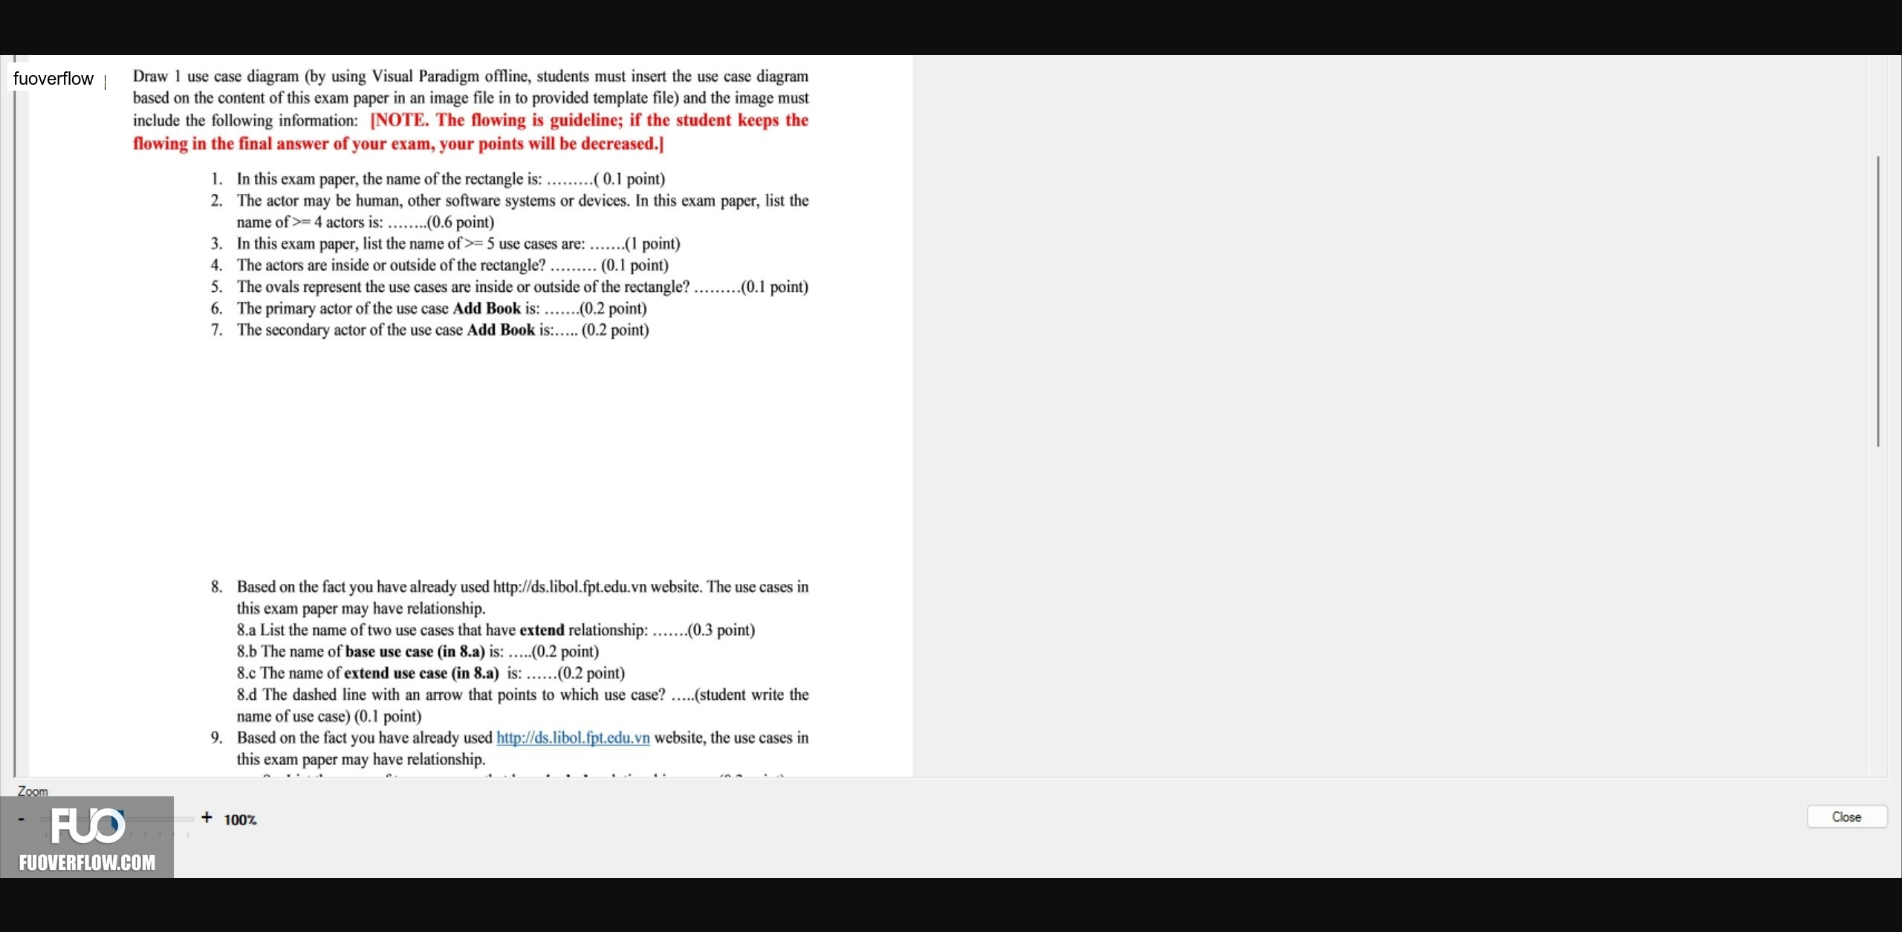 fuoverflow
Draw 1 use case diagram (by using Visual Paradigm offline, students must insert the use case diagram
based on the content of this exam paper in an image file in to provided template file) and the image must
include the following information: [NOTE. The flowing is guideline; if the student keeps the
flowing in the final answer of your exam, your points will be decreased.]
1. In this exam paper, the name of the rectangle is: .........( 0.1 point)
2. The actor may be human, other software systems or devices. In this exam paper, list the
name of >= 4 actors is: ........(0.6 point)
3. In this exam paper, list the name of >= 5 use cases are: .......(1 point)
4. The actors are inside or outside of the rectangle? ......... (0.1 point)
5. The ovals represent the use cases are inside or outside of the rectangle? .........(0.1 point)
6. The primary actor of the use case Add Book is: .......(0.2 point)
7. The secondary actor of the use case Add Book is:..... (0.2 point)
8. Based on the fact you have already used http://ds.libol.fpt.edu.vn website. The use cases in
this exam paper may have relationship.
8.a List the name of two use cases that have extend relationship: .......(0.3 point)
8.b The name of base use case (in 8.a) is: .....(0.2 point)
8.c The name of extend use case (in 8.a) is: ......(0.2 point)
8.d The dashed line with an arrow that points to which use case? .....(student write the
name of use case) (0.1 point)
9. Based on the fact you have already used http://ds.libol.fpt.edu.vn website, the use cases in
this exam paper may have relationship.
Zoom
- + 100%
Close
FUO
FUOVERFLOW.COM